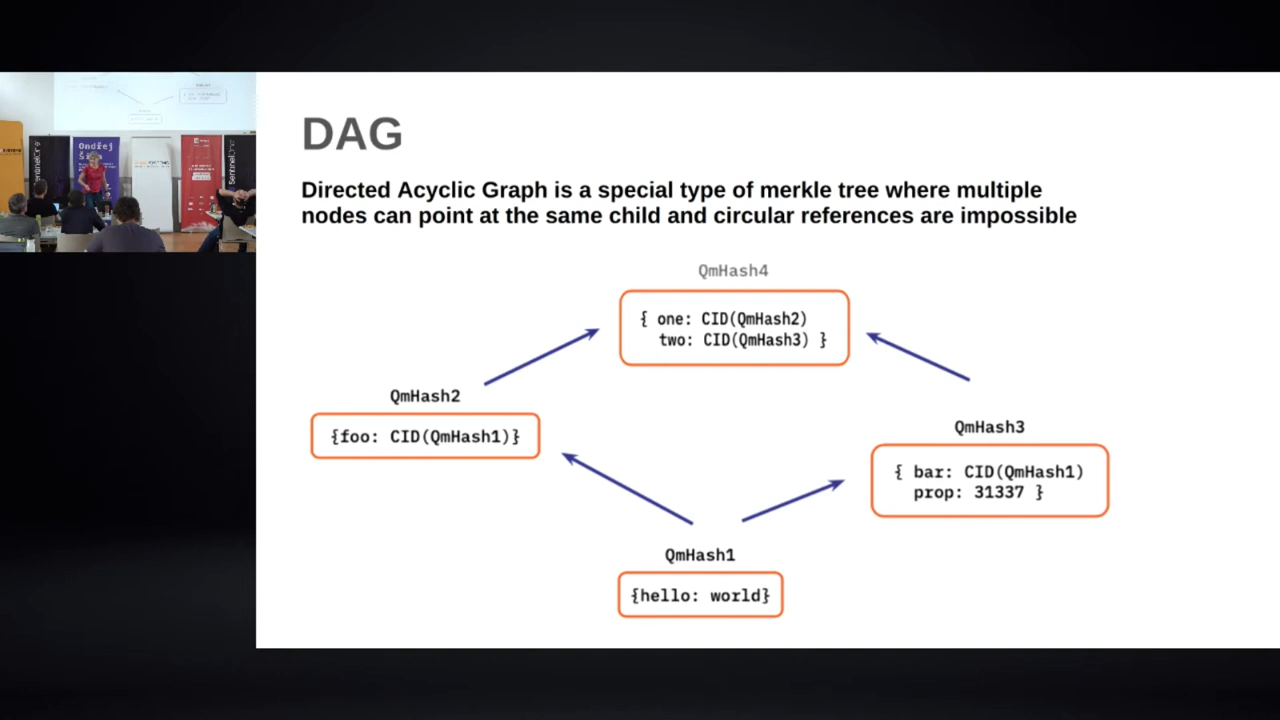 DAG
Directed Acyclic Graph is a special type of merkle tree where multiple
nodes can point at the same child and circular references are impossible
QmHash4
{ one: CID(QmHash2)
two: CID(QmHash3) }
QmHash2
{foo: CID(QmHash1)}
QmHash3
{ bar: CID(QmHash1)
prop: 31337 }
QmHash1
{hello: world}
Ondřej
SentinelOne
SentinelOne